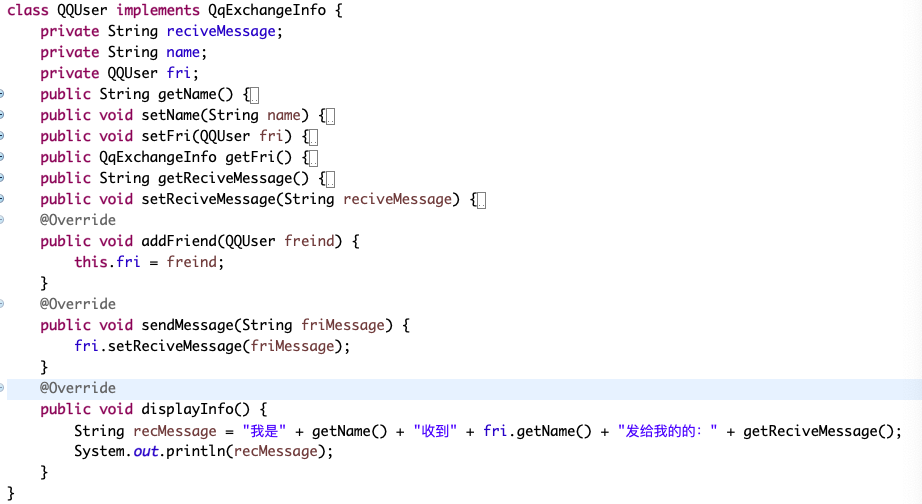 class QQUser implements QqExchangeInfo {
    private String reciveMessage;
    private String name;
    private QQUser fri;
    public String getName() {
    public void setName(String name) {
    public void setFri(QQUser fri) {
    public QqExchangeInfo getFri() {
    public String getReciveMessage() {
    public void setReciveMessage(String reciveMessage) {
    @Override
    public void addFriend(QQUser freind) {
        this.fri = freind;
    }
    @Override
    public void sendMessage(String friMessage) {
        fri.setReciveMessage(friMessage);
    }
    @Override
    public void displayInfo() {
        String recMessage = "我是" + getName() + "收到" + fri.getName() + "发给我的的：" + getReciveMessage();
        System.out.println(recMessage);
    }
}